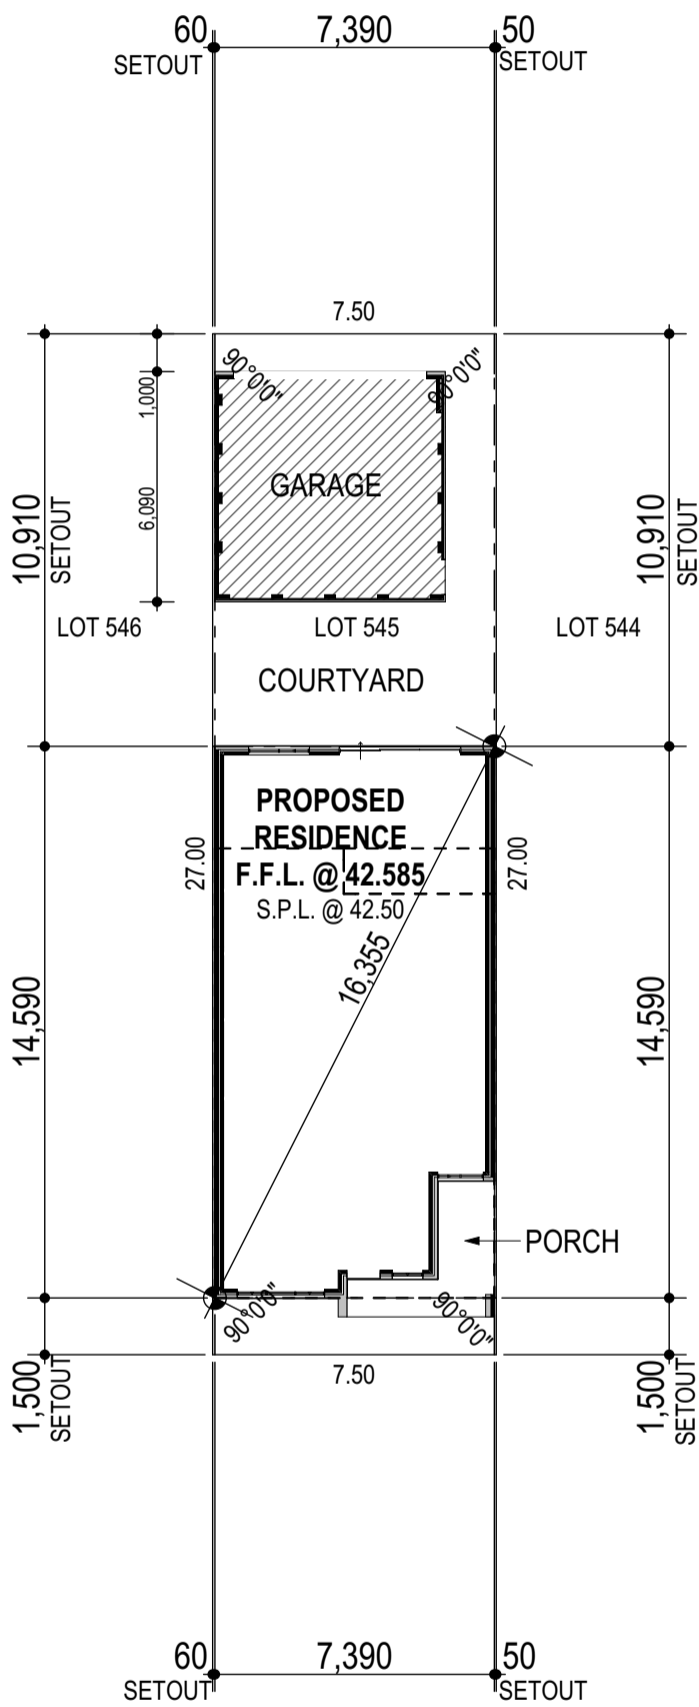 60 7,390 50
SETOUT SETOUT
7.50
90°0'0" 90°0'0"
1,000
GARAGE
6,090
10,910
SETOUT
10,910
SETOUT
LOT 546 LOT 545 LOT 544
COURTYARD
PROPOSED
RESIDENCE
F.F.L. @ 42.585
S.P.L. @ 42.50
27.00 27.00
16,355
14,590 14,590
PORCH
90°0'0" 90°0'0"
7.50
1,500
SETOUT
1,500
SETOUT
60 7,390 50
SETOUT SETOUT